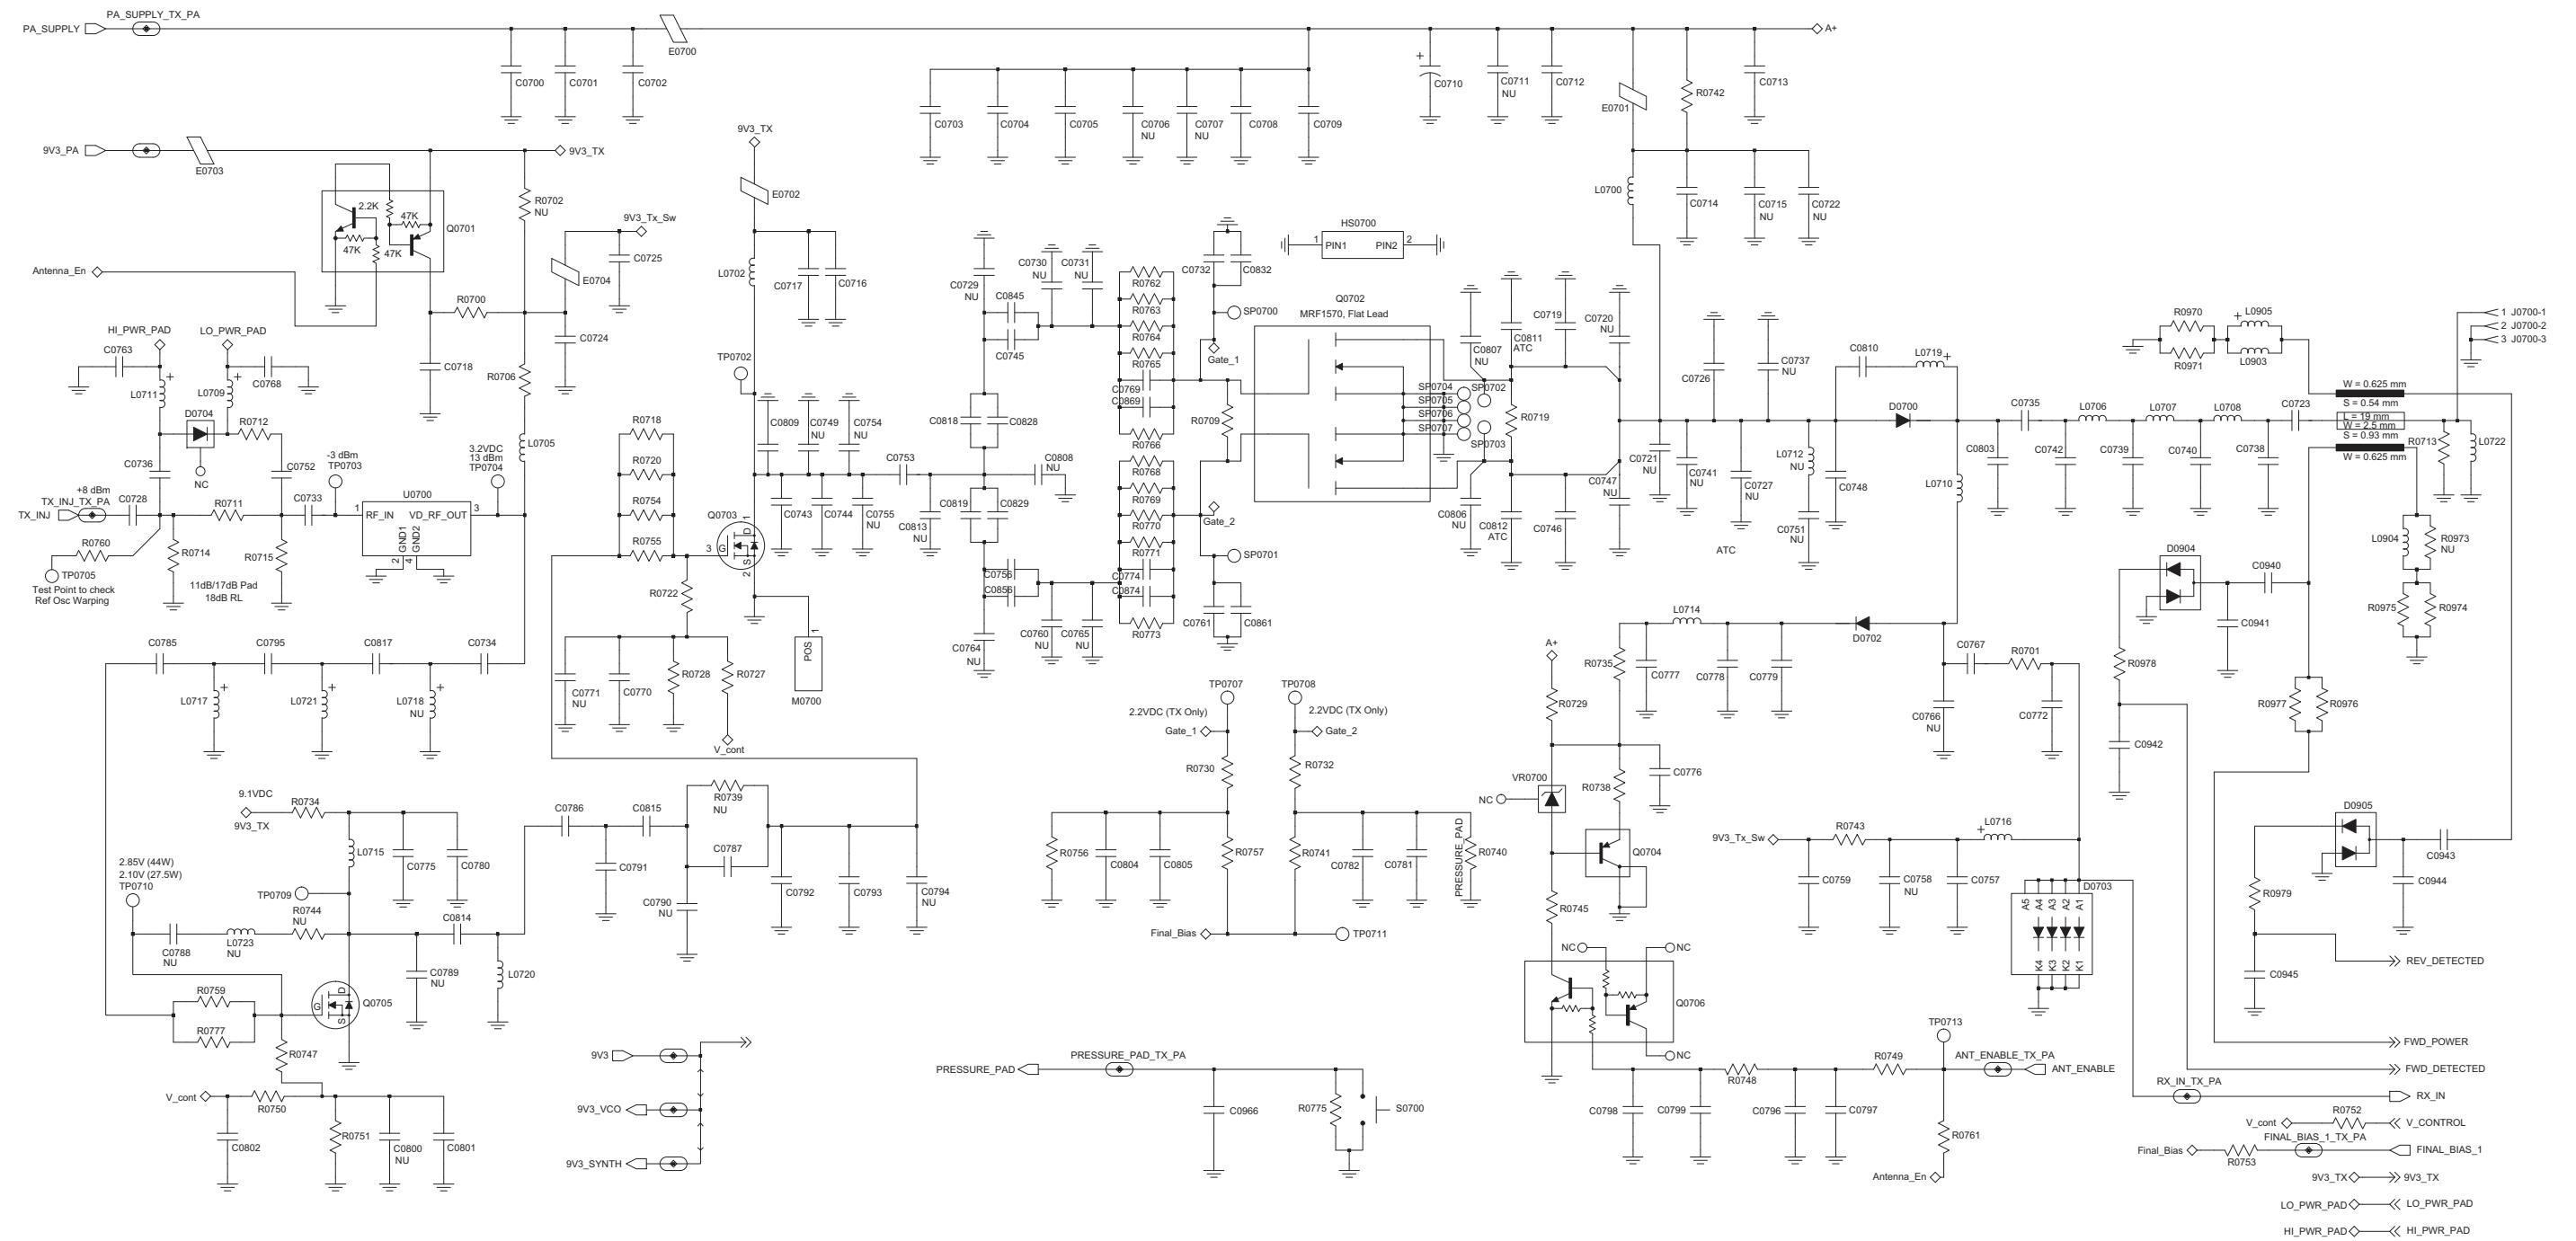 PA_SUPPLY_TX_PA
PA_SUPPLY
E0700
A+
C0700
C0701
C0702
C0703
C0704
C0705
C0706
NU
C0707
NU
C0708
C0709
C0710
C0711
NU
C0712
E0701
R0742
C0713
9V3_PA
E0703
9V3_TX
9V3_TX
E0702
2.2K
47K
47K
47K
Q0701
R0702
NU
9V3_Tx_Sw
C0725
E0704
Antenna_En
R0700
C0718
C0724
R0706
L0705
L0702
C0717
C0716
L0700
C0714
C0715
NU
C0722
NU
HI_PWR_PAD
LO_PWR_PAD
C0763
C0768
L0711
L0709
D0704
R0712
NC
C0736
C0752
+8 dBm
TX_INJ_TX_PA
TX_INJ
C0728
R0711
C0733
-3 dBm
TP0703
3.2VDC
13 dBm
TP0704
U0700
1
RF_IN
VD_RF_OUT
3
GND1
GND2
2
4
R0760
TP0705
Test Point to check
Ref Osc Warping
R0714
R0715
11dB/17dB Pad
18dB RL
TP0702
R0718
R0720
R0754
R0755
Q0703
3
G
D
S
1
2
R0722
C0809
C0749
NU
C0754
NU
C0743
C0744
C0755
NU
C0753
C0813
NU
C0729
NU
C0845
C0745
C0730
NU
C0731
NU
C0818
C0828
C0808
NU
C0819
C0829
C0756
C0856
C0760
NU
C0765
NU
C0764
NU
R0762
R0763
R0764
R0765
C0769
C0869
R0766
R0768
R0769
R0770
R0771
C0774
C0874
R0773
C0732
C0832
SP0700
Gate_1
R0709
Gate_2
SP0701
C0761
C0861
HS0700
1
PIN1
PIN2
2
Q0702
MRF1570, Flat Lead
SP0704
SP0705
SP0706
SP0707
SP0702
SP0703
C0807
NU
C0811
ATC
C0719
C0720
NU
R0719
C0806
NU
C0812
ATC
C0746
C0747
NU
C0726
C0737
NU
C0721
NU
C0741
NU
C0727
NU
L0712
NU
C0751
NU
C0748
ATC
C0810
L0719
D0700
L0710
C0803
C0735
C0742
L0706
C0739
L0707
C0740
L0708
C0738
C0723
R0970
R0971
L0905
L0903
W = 0.625 mm
S = 0.54 mm
L = 19 mm
W = 2.5 mm
S = 0.93 mm
W = 0.625 mm
1 J0700-1
2 J0700-2
3 J0700-3
R0713
L0722
L0904
R0973
NU
R0975
R0974
D0904
C0940
C0941
R0978
C0942
R0977
R0976
C0785
C0795
C0817
C0734
L0717
L0721
L0718
NU
C0771
NU
C0770
R0728
R0727
V_cont
POS
1
M0700
TP0707
TP0708
2.2VDC (TX Only)
2.2VDC (TX Only)
Gate_1
Gate_2
R0730
R0732
R0756
C0804
C0805
R0757
R0741
C0782
C0781
PRESSURE_PAD
R0740
Final_Bias
TP0711
A+
R0729
R0735
L0714
C0777
C0778
C0779
D0702
VR0700
NC
R0738
C0776
Q0704
R0745
C0767
R0701
C0766
NU
C0772
9V3_Tx_Sw
R0743
L0716
C0759
C0758
NU
C0757
D0703
A5
A4
A3
A2
A1
K4
K3
K2
K1
D0905
C0943
C0944
R0979
C0945
9.1VDC
9V3_TX
R0734
L0715
C0775
C0780
2.85V (44W)
2.10V (27.5W)
TP0710
TP0709
R0744
NU
C0788
NU
L0723
NU
C0814
C0789
NU
L0720
R0759
R0777
Q0705
G
D
S
R0747
V_cont
R0750
C0802
R0751
C0800
NU
C0801
C0786
C0815
R0739
NU
C0787
C0791
C0790
NU
C0792
C0793
C0794
NU
9V3
9V3_VCO
9V3_SYNTH
PRESSURE_PAD
PRESSURE_PAD_TX_PA
C0966
R0775
S0700
NC
NC
Q0706
NC
C0798
C0799
R0748
C0796
C0797
R0749
TP0713
ANT_ENABLE_TX_PA
ANT_ENABLE
R0761
Antenna_En
REV_DETECTED
FWD_POWER
FWD_DETECTED
RX_IN_TX_PA
RX_IN
V_cont
R0752
V_CONTROL
FINAL_BIAS_1_TX_PA
Final_Bias
R0753
FINAL_BIAS_1
9V3_TX
9V3_TX
LO_PWR_PAD
LO_PWR_PAD
HI_PWR_PAD
HI_PWR_PAD